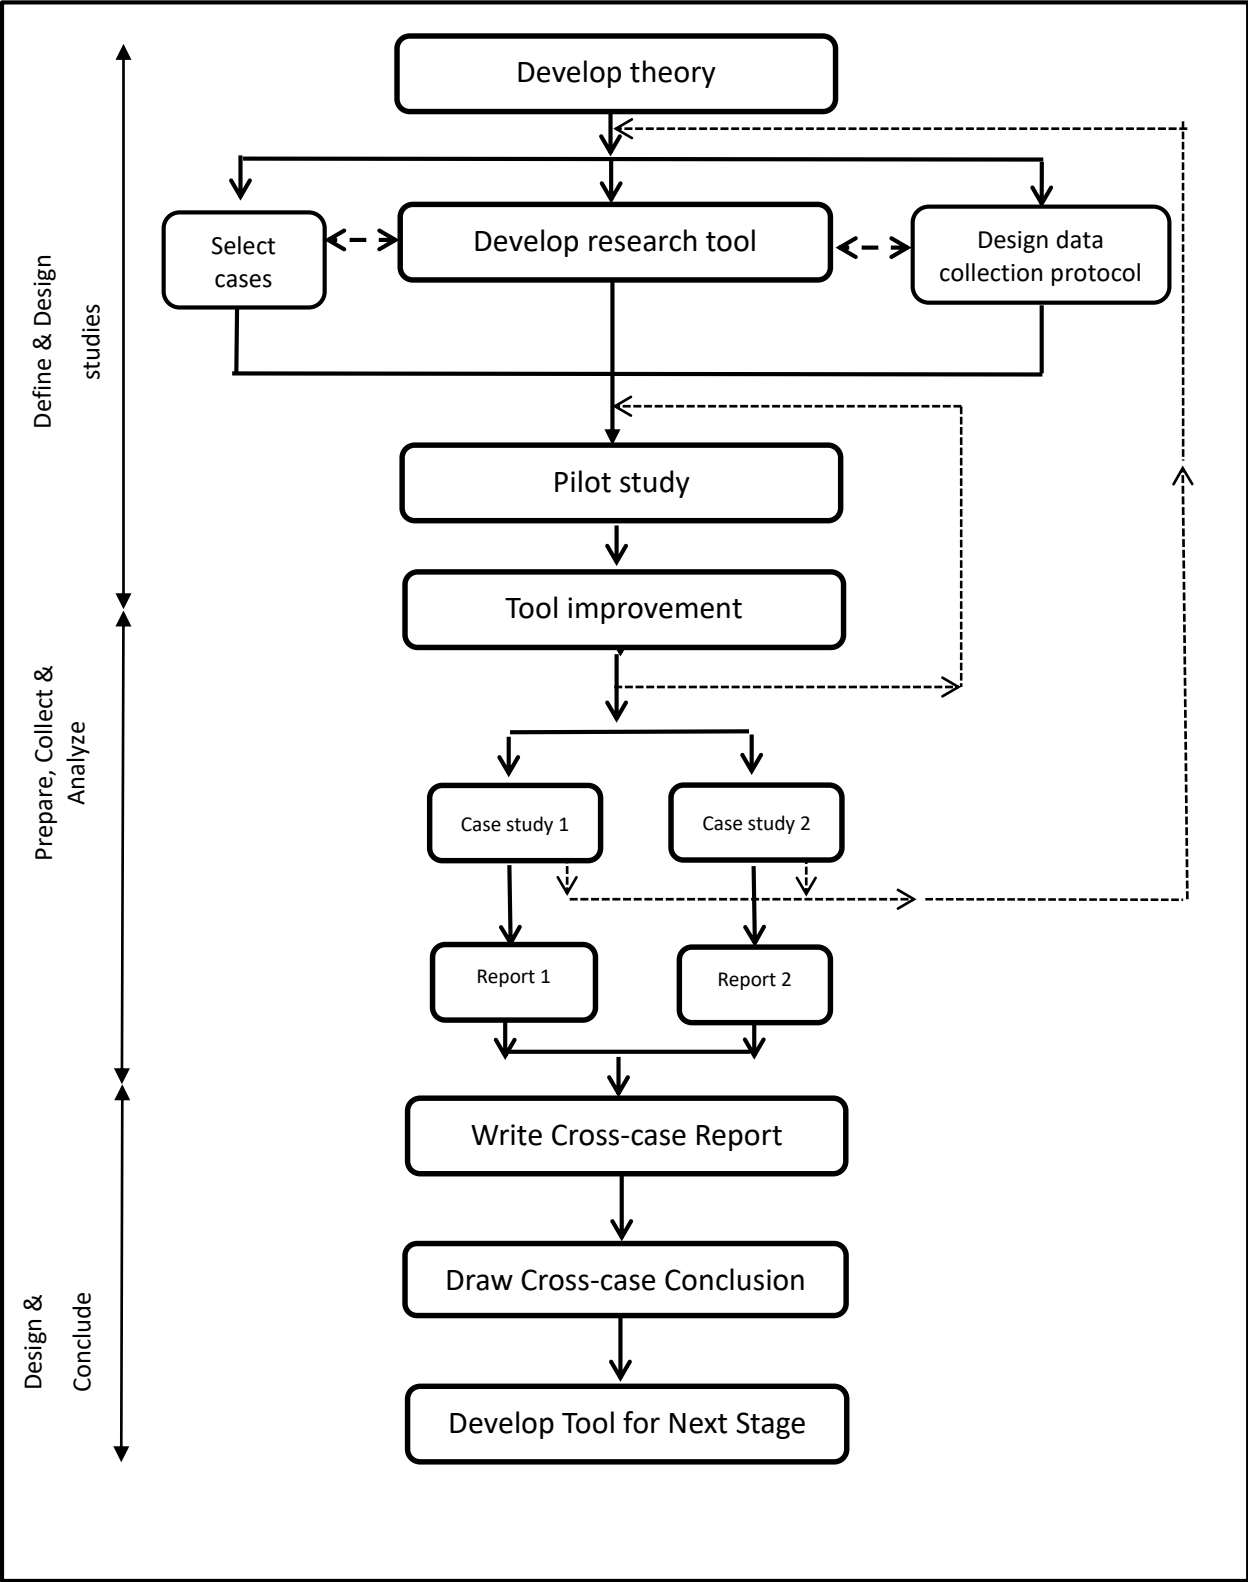 Develop theory
Select
cases
Develop research tool
Design data
collection protocol
Define & Design
studies
Pilot study
Tool improvement
Prepare, Collect &
Analyze
Case study 1
Case study 2
Report 1
Report 2
Write Cross-case Report
Draw Cross-case Conclusion
Design &
Conclude
Develop Tool for Next Stage